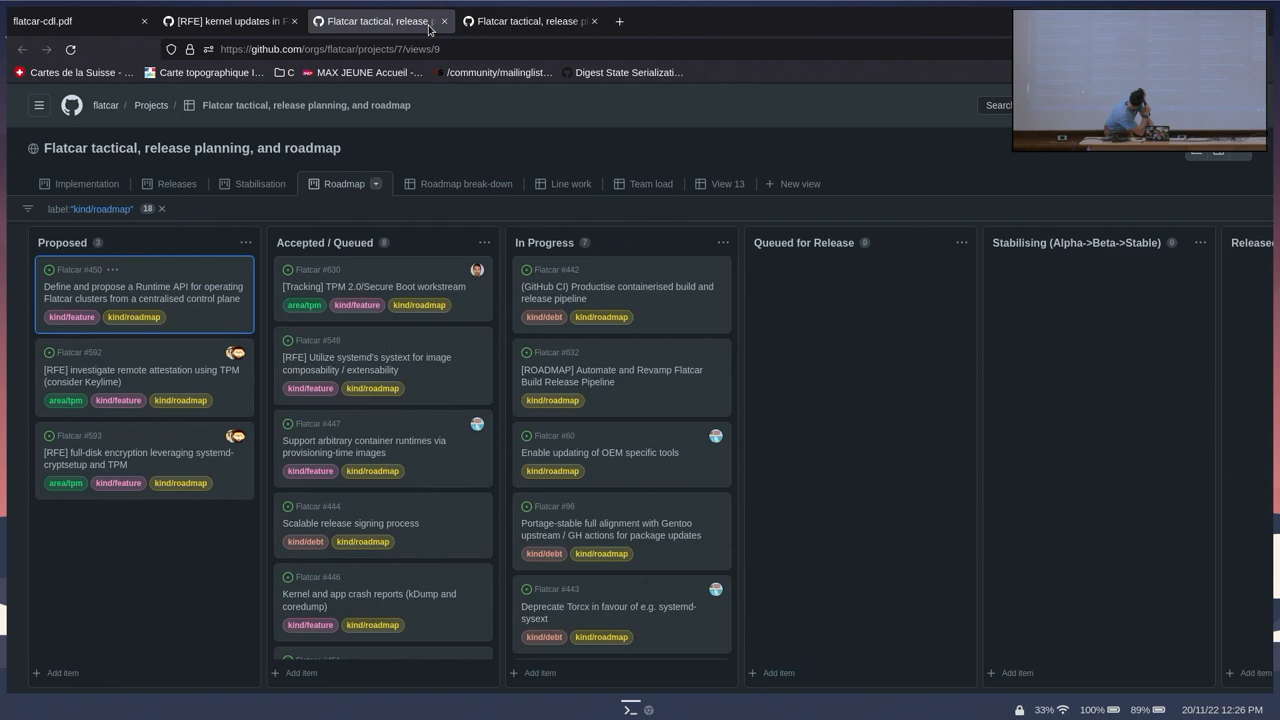 flatcar-cdl.pdf
[RFE] kernel updates in F
Flatcar tactical, release
Flatcar tactical, release pl
https://github.com/orgs/flatcar/projects/7/views/9
Cartes de la Suisse - …
Carte topographique I…
C
MAX JEUNE Accueil -…
/community/mailinglist…
Digest State Serializati…
flatcar / Projects / Flatcar tactical, release planning, and roadmap
Search
Flatcar tactical, release planning, and roadmap
Implementation
Releases
Stabilisation
Roadmap
Roadmap break-down
Line work
Team load
View 13
New view
label:"kind/roadmap" 18
Proposed 3
Flatcar #450
Define and propose a Runtime API for operating
Flatcar clusters from a centralised control plane
kind/feature kind/roadmap
Flatcar #592
[RFE] investigate remote attestation using TPM
(consider Keylime)
area/tpm kind/feature kind/roadmap
Flatcar #593
[RFE] full-disk encryption leveraging systemd-
cryptsetup and TPM
area/tpm kind/feature kind/roadmap
Add item
Accepted / Queued 8
Flatcar #630
[Tracking] TPM 2.0/Secure Boot workstream
area/tpm kind/feature kind/roadmap
Flatcar #548
[RFE] Utilize systemd's systext for image
composability / extensability
kind/feature kind/roadmap
Flatcar #447
Support arbitrary container runtimes via
provisioning-time images
kind/feature kind/roadmap
Flatcar #444
Scalable release signing process
kind/debt kind/roadmap
Flatcar #446
Kernel and app crash reports (kDump and
coredump)
kind/feature kind/roadmap
Add item
In Progress 7
Flatcar #442
(GitHub CI) Productise containerised build and
release pipeline
kind/debt kind/roadmap
Flatcar #632
[ROADMAP] Automate and Revamp Flatcar
Build Release Pipeline
kind/roadmap
Flatcar #60
Enable updating of OEM specific tools
kind/roadmap
Flatcar #96
Portage-stable full alignment with Gentoo
upstream / GH actions for package updates
kind/debt kind/roadmap
Flatcar #443
Deprecate Torcx in favour of e.g. systemd-
sysext
kind/debt kind/roadmap
Add item
Queued for Release 0
Add item
Stabilising (Alpha->Beta->Stable) 0
Add item
Released
Add item
33% 100% 89% 20/11/22 12:26 PM